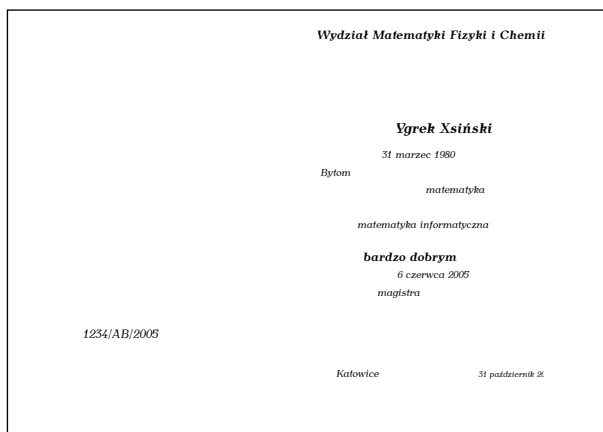 Wydział Matematyki Fizyki i Chemii
Ygrek Xsiński
31 marzec 1980
Bytom
matematyka
matematyka informatyczna
bardzo dobrym
6 czerwca 2005
magistra
1234/AB/2005
Katowice
31 październik